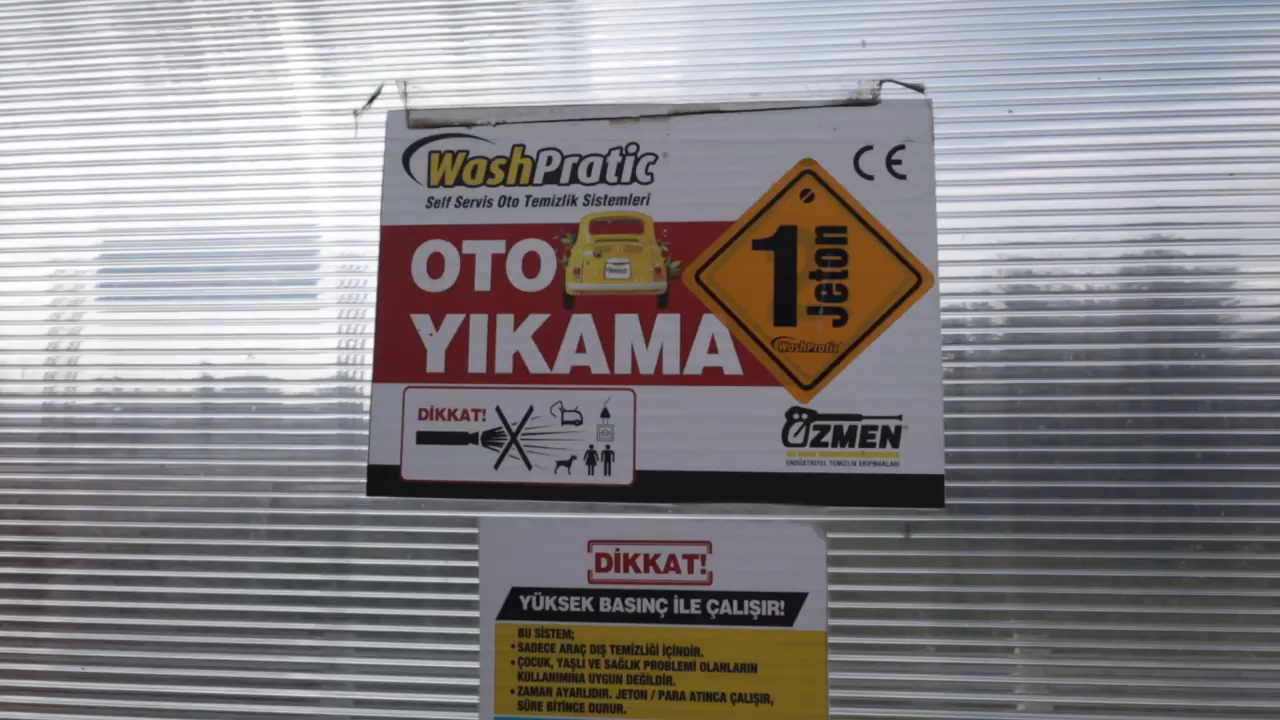 WashPratic
CE
Self Servis Oto Temizlik Sistemleri
OTO
YIKAMA
1 Jeton
WashPratic
DİKKAT!
ÖZMEN
ENDÜSTRİYEL TEMİZLİK EKİPMANLARI
DİKKAT!
YÜKSEK BASINÇ İLE ÇALIŞIR!
BU SİSTEM;
• SADECE ARAÇ DIŞ TEMİZLİĞİ İÇİNDİR.
• ÇOCUK, YAŞLI VE SAĞLIK PROBLEMİ OLANLARIN
KULLANIMINA UYGUN DEĞİLDİR.
• ZAMAN AYARLIDIR. JETON / PARA ATINCA ÇALIŞIR,
SÜRE BİTİNCE DURUR.